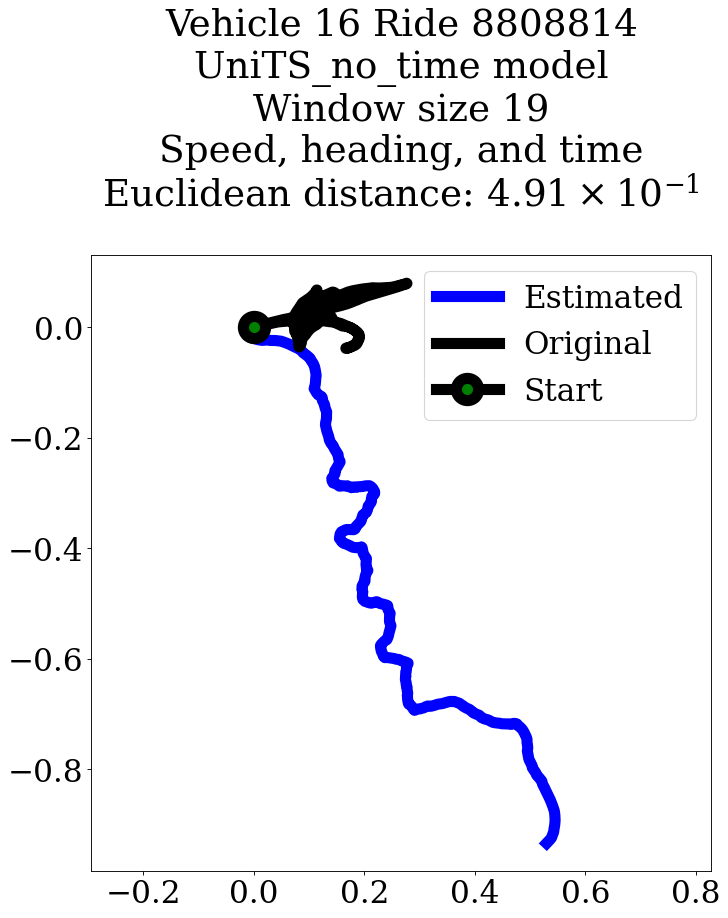 Vehicle 16 Ride 8808814
UniTS_no_time model
Window size 19
Speed, heading, and time
Euclidean distance: 4.91 × 10⁻¹
Estimated
Original
Start
0.0
−0.2
−0.4
−0.6
−0.8
−0.2 0.0 0.2 0.4 0.6 0.8